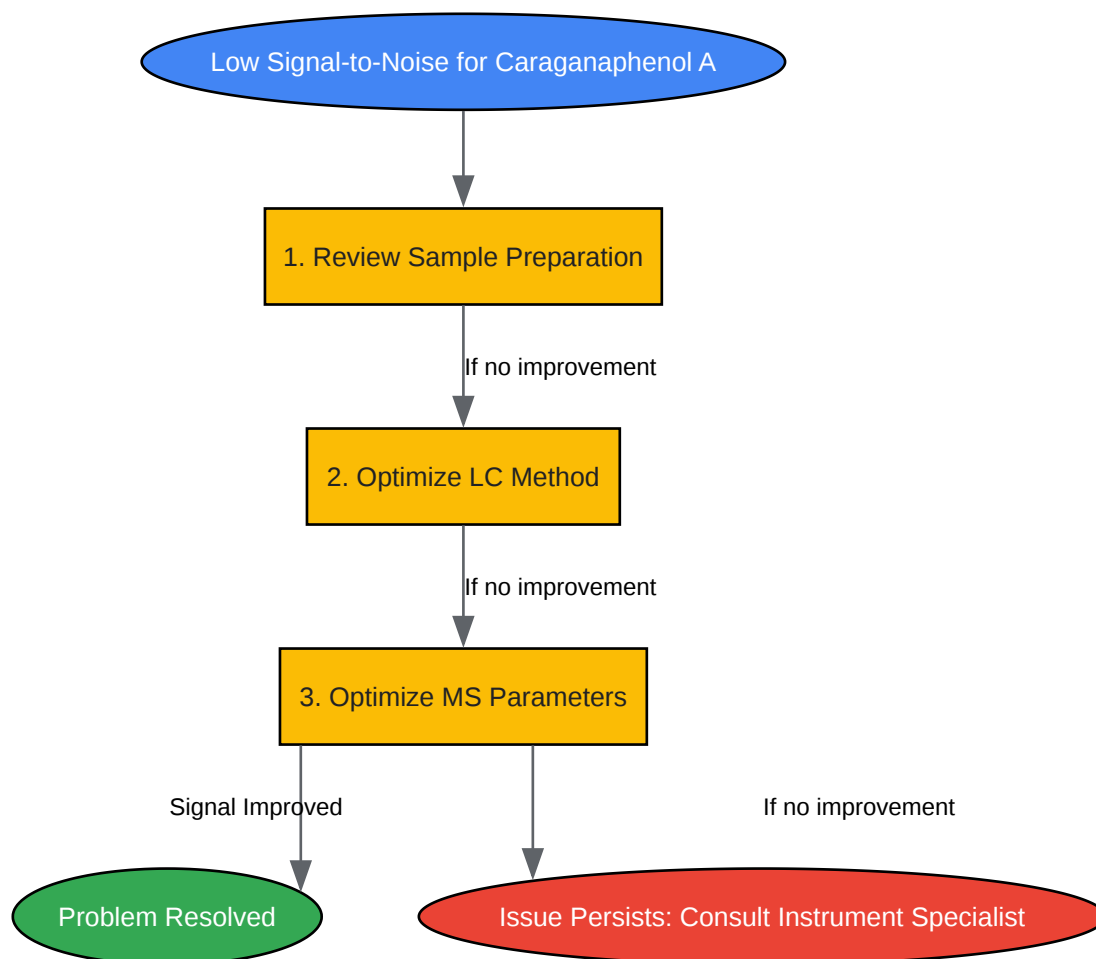 Low Signal-to-Noise for Caraganaphenol A
1. Review Sample Preparation
If no improvement
2. Optimize LC Method
If no improvement
3. Optimize MS Parameters
Signal Improved
If no improvement
Problem Resolved
Issue Persists: Consult Instrument Specialist